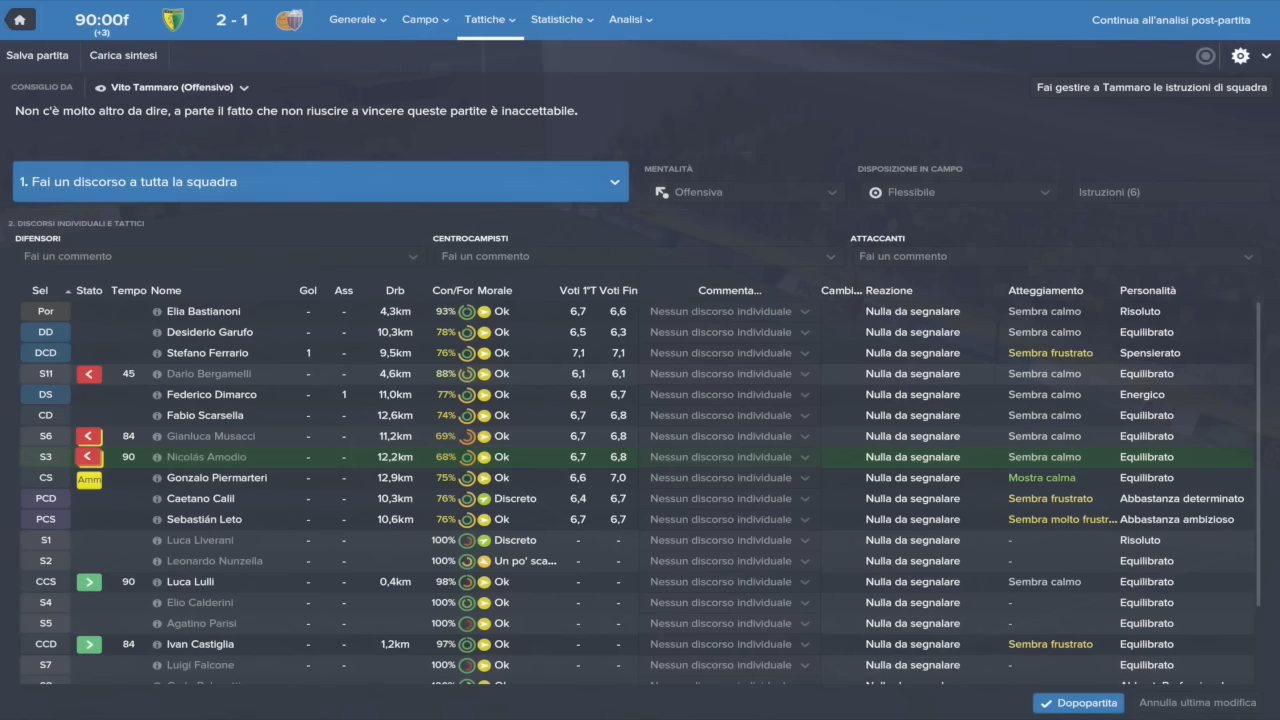 90:00f
(+3)
2 - 1
Generale Campo Tattiche Statistiche Analisi
Continua all'analisi post-partita
Salva partita Carica sintesi
CONSIGLIO DA Vito Tammaro (Offensivo)
Fai gestire a Tammaro le istruzioni di squadra
Non c'è molto altro da dire, a parte il fatto che non riuscire a vincere queste partite è inaccettabile.
1. Fai un discorso a tutta la squadra
MENTALITÀ DISPOSIZIONE IN CAMPO
Offensiva Flessibile Istruzioni (6)
2. DISCORSI INDIVIDUALI E TATTICI
DIFENSORI CENTROCAMPISTI ATTACCANTI
Fai un commento Fai un commento Fai un commento
Sel Stato Tempo Nome Gol Ass Drb Con/For Morale Voti 1°T Voti Fin Commenta... Cambi... Reazione Atteggiamento Personalità
Por Elia Bastianoni - - 4,3km 93% Ok 6,7 6,6 Nessun discorso individuale Nulla da segnalare Sembra calmo Risoluto
DD Desiderio Garufo - - 10,3km 78% Ok 6,5 6,3 Nessun discorso individuale Nulla da segnalare Sembra calmo Equilibrato
DCD Stefano Ferrario 1 - 9,5km 76% Ok 7,1 7,1 Nessun discorso individuale Nulla da segnalare Sembra frustrato Spensierato
S11 45 Dario Bergamelli - - 4,6km 88% Ok 6,1 6,1 Nessun discorso individuale Nulla da segnalare Sembra calmo Equilibrato
DS Federico Dimarco - 1 11,0km 77% Ok 6,8 6,7 Nessun discorso individuale Nulla da segnalare Sembra calmo Energico
CD Fabio Scarsella - - 12,6km 74% Ok 6,7 6,8 Nessun discorso individuale Nulla da segnalare Sembra calmo Equilibrato
S6 84 Gianluca Musacci - - 11,2km 69% Ok 6,7 6,8 Nessun discorso individuale Nulla da segnalare Sembra calmo Equilibrato
S3 90 Nicolás Amodio - - 12,2km 68% Ok 6,7 6,8 Nessun discorso individuale Nulla da segnalare Sembra calmo Equilibrato
CS Amm Gonzalo Piermarteri - - 12,9km 75% Ok 6,6 7,0 Nessun discorso individuale Nulla da segnalare Mostra calma Equilibrato
PCD Caetano Calil - - 10,3km 76% Discreto 6,4 6,7 Nessun discorso individuale Nulla da segnalare Sembra frustrato Abbastanza determinato
PCS Sebastián Leto - - 10,6km 76% Ok 6,7 6,7 Nessun discorso individuale Nulla da segnalare Sembra molto frustr... Abbastanza ambizioso
S1 Luca Liverani - - 100% Discreto - - Nessun discorso individuale Nulla da segnalare - Risoluto
S2 Leonardo Nunzella - - 100% Un po' sca... - - Nessun discorso individuale Nulla da segnalare - Equilibrato
CCS 90 Luca Lulli - - 0,4km 98% Ok - - Nessun discorso individuale Nulla da segnalare Sembra calmo Equilibrato
S4 Elio Calderini - - 100% Ok - - Nessun discorso individuale Nulla da segnalare - Equilibrato
S5 Agatino Parisi - - 100% Ok - - Nessun discorso individuale Nulla da segnalare - Equilibrato
CCD 84 Ivan Castiglia - - 1,2km 97% Ok - - Nessun discorso individuale Nulla da segnalare Sembra frustrato Equilibrato
S7 Luigi Falcone - - 100% Ok - - Nessun discorso individuale Nulla da segnalare - Equilibrato
Dopopartita Annulla ultima modifica